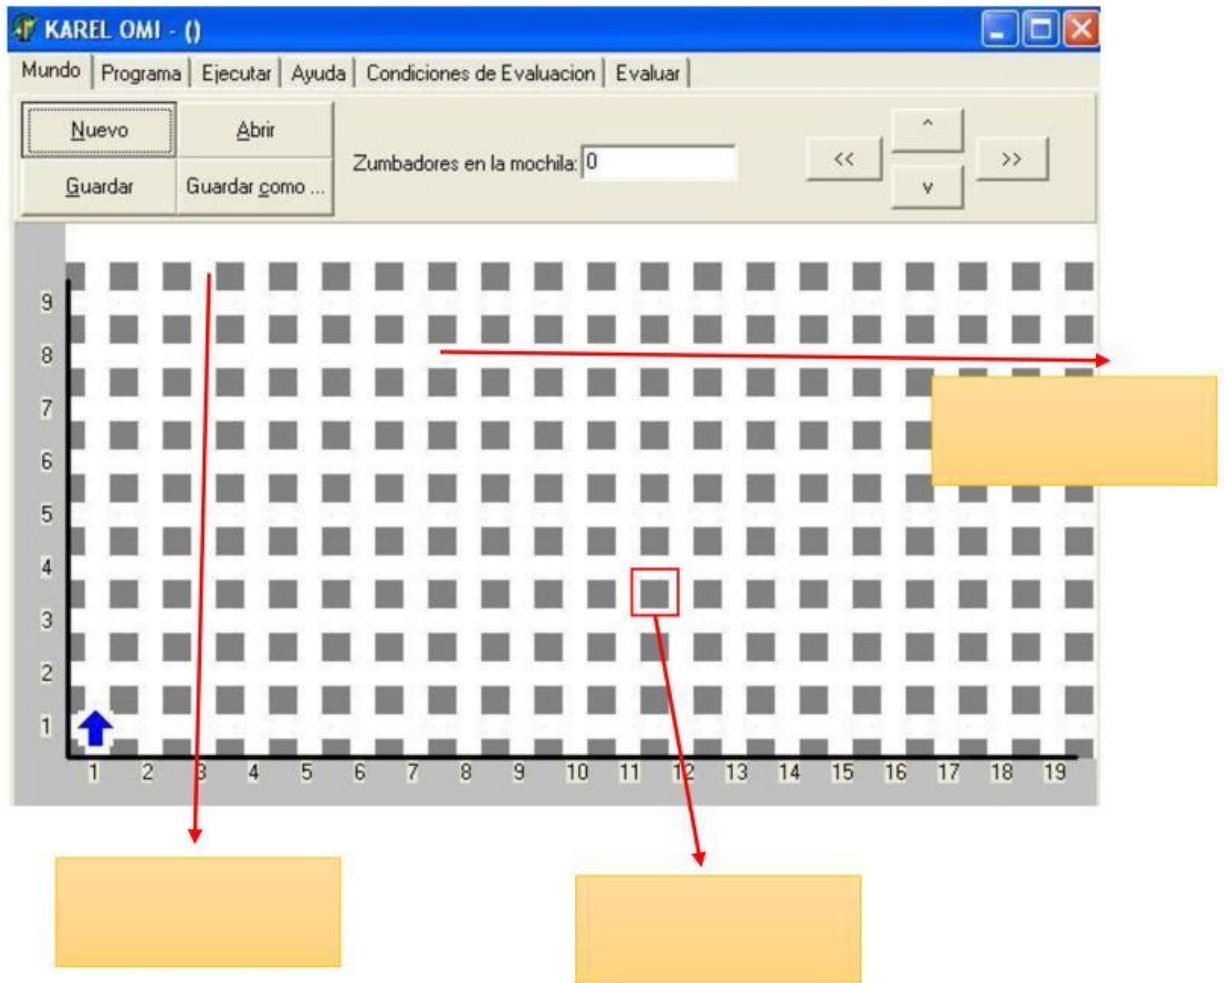 KAREL OMI - ()
Mundo Programa Ejecutar Ayuda Condiciones de Evaluacion Evaluar
Nuevo Abrir
Zumbadores en la mochila: 0
<< ^ >>
v
Guardar Guardar como ...
9
8
7
6
5
4
3
2
1
1 2 3 4 5 6 7 8 9 10 11 12 13 14 15 16 17 18 19